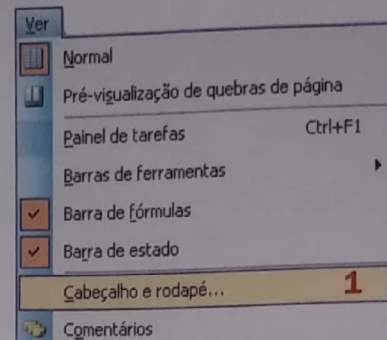 Ver
Normal
Pré-visualização de quebras de página
Painel de tarefas Ctrl+F1
Barras de ferramentas
Barra de fórmulas
Barra de estado
Cabeçalho e rodapé... 1
Comentários